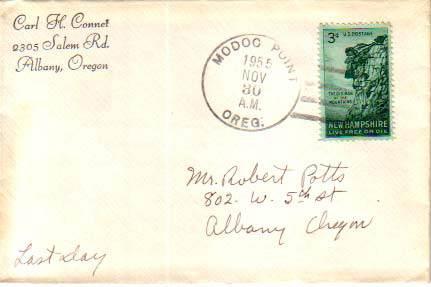 Carl H. Connet
2305 Salem Rd.
Albany, Oregon
MODOC POINT
1955
NOV
30
A.M.
OREG.
3¢ U.S. POSTAGE
THE OLD MAN
OF THE
MOUNTAINS
NEW HAMPSHIRE
LIVE FREE OR DIE
Mr. Robert Potts
802. W. 5th St
Albany Oregon
Last Day